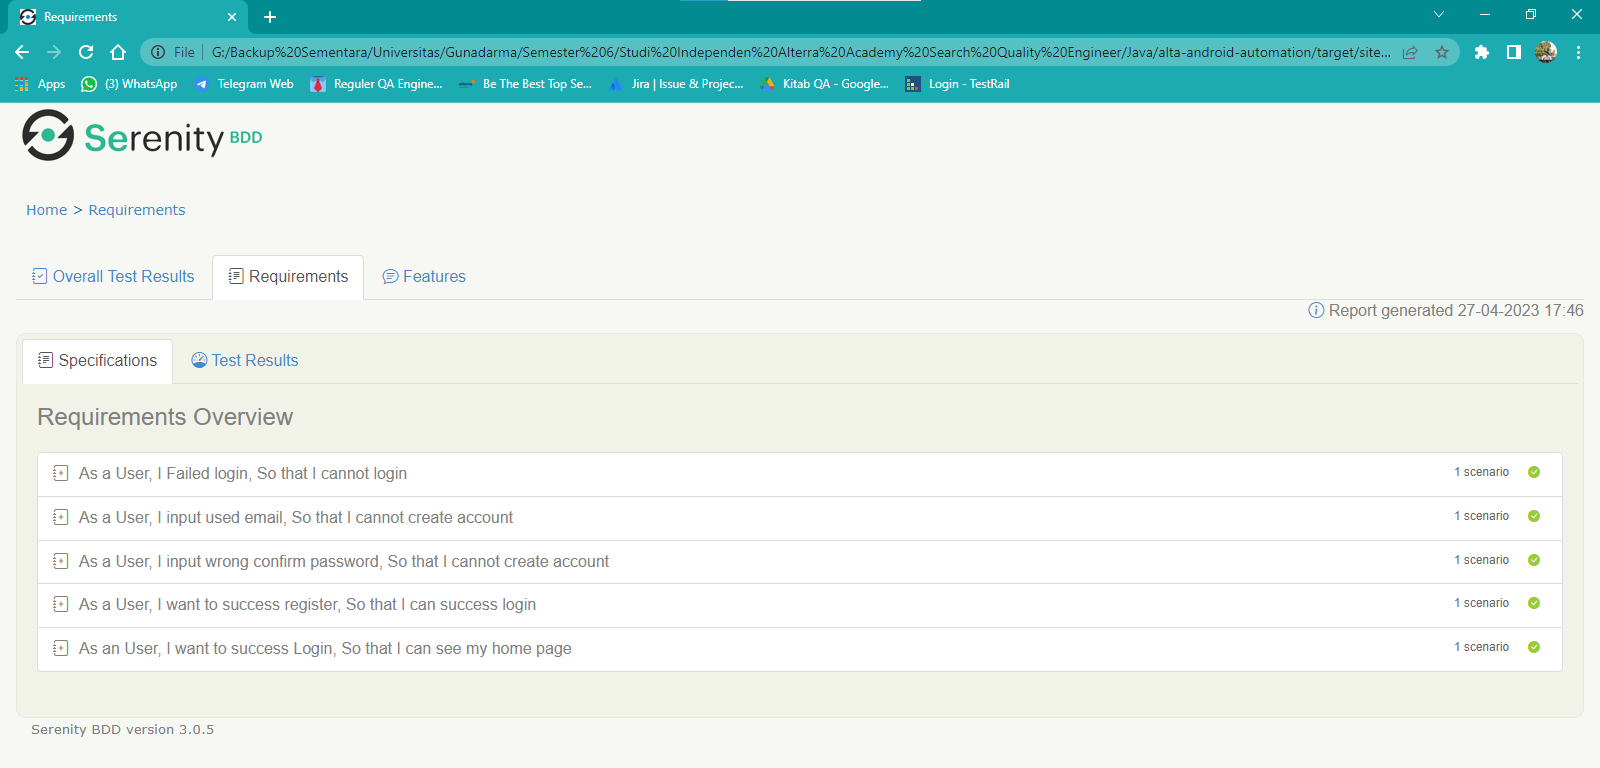 Requirements
File G:/Backup%20Sementara/Universitas/Gunadarma/Semester%206/Studi%20Independen%20Alterra%20Academy%20Search%20Quality%20Engineer/Java/alta-android-automation/target/site...
Apps (3) WhatsApp Telegram Web Reguler QA Engine... Be The Best Top Se... Jira | Issue & Projec... Kitab QA - Google... Login - TestRail
Serenity BDD
Home > Requirements
Overall Test Results Requirements Features
Report generated 27-04-2023 17:46
Specifications Test Results
Requirements Overview
As a User, I Failed login, So that I cannot login 1 scenario
As a User, I input used email, So that I cannot create account 1 scenario
As a User, I input wrong confirm password, So that I cannot create account 1 scenario
As a User, I want to success register, So that I can success login 1 scenario
As an User, I want to success Login, So that I can see my home page 1 scenario
Serenity BDD version 3.0.5